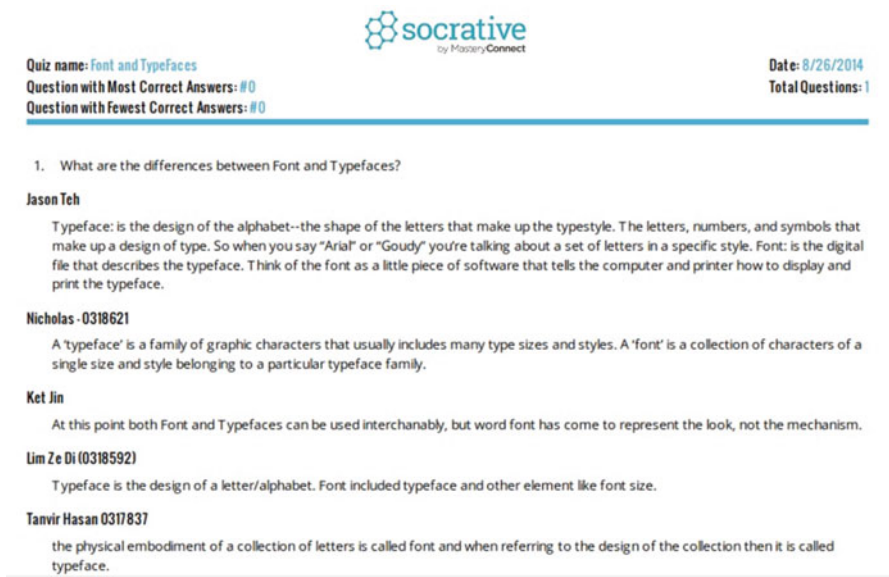 socrative
by MasteryConnect
Quiz name: Font and TypeFaces
Date: 8/26/2014
Question with Most Correct Answers: #0
Total Questions: 1
Question with Fewest Correct Answers: #0
1. What are the differences between Font and Typefaces?
Jason Teh
Typeface: is the design of the alphabet--the shape of the letters that make up the typestyle. The letters, numbers, and symbols that
make up a design of type. So when you say “Arial” or “Goudy” you’re talking about a set of letters in a specific style. Font: is the digital
file that describes the typeface. Think of the font as a little piece of software that tells the computer and printer how to display and
print the typeface.
Nicholas - 0318621
A ‘typeface’ is a family of graphic characters that usually includes many type sizes and styles. A ‘font’ is a collection of characters of a
single size and style belonging to a particular typeface family.
Ket Jin
At this point both Font and Typefaces can be used interchanably, but word font has come to represent the look, not the mechanism.
Lim Ze Di (0318592)
Typeface is the design of a letter/alphabet. Font included typeface and other element like font size.
Tanvir Hasan 0317837
the physical embodiment of a collection of letters is called font and when referring to the design of the collection then it is called
typeface.